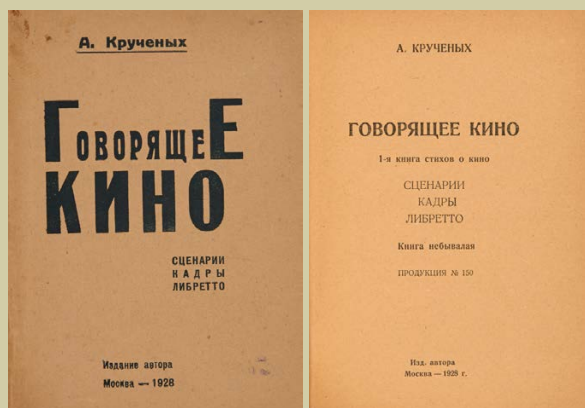 А. Крученых
ГОВОРЯЩЕЕ
КИНО
СЦЕНАРИИ
КАДРЫ
ЛИБРЕТТО
Издание автора
Москва — 1928
А. КРУЧЕНЫХ
ГОВОРЯЩЕЕ КИНО
1-я книга стихов о кино
СЦЕНАРИИ
КАДРЫ
ЛИБРЕТТО
Книга небывалая
ПРОДУКЦИЯ № 150
Изд. автора
Москва — 1928 г.